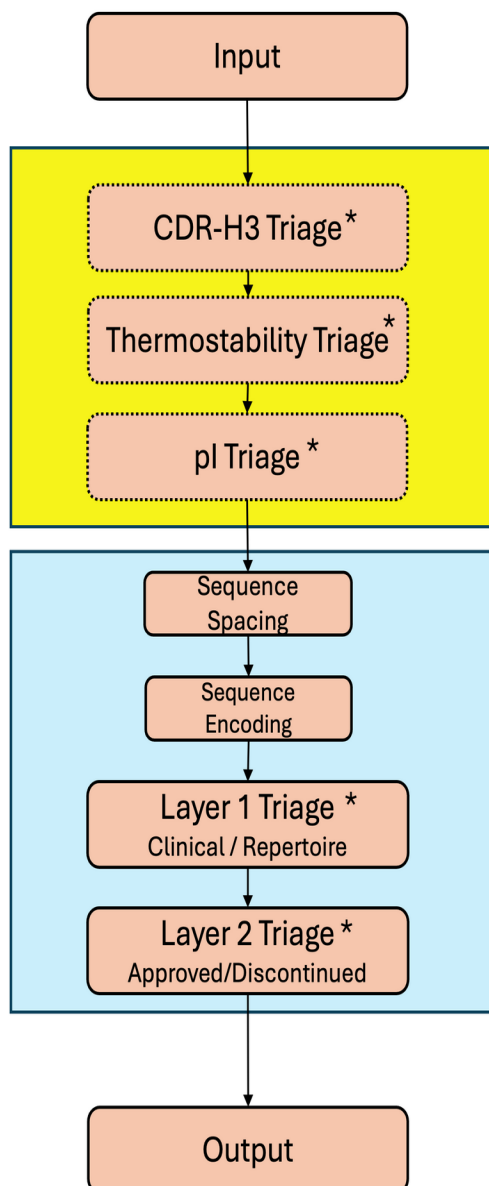 Input
CDR-H3 Triage*
Thermostability Triage*
pI Triage *
Sequence
Spacing
Sequence
Encoding
Layer 1 Triage *
Clinical / Repertoire
Layer 2 Triage *
Approved/Discontinued
Output